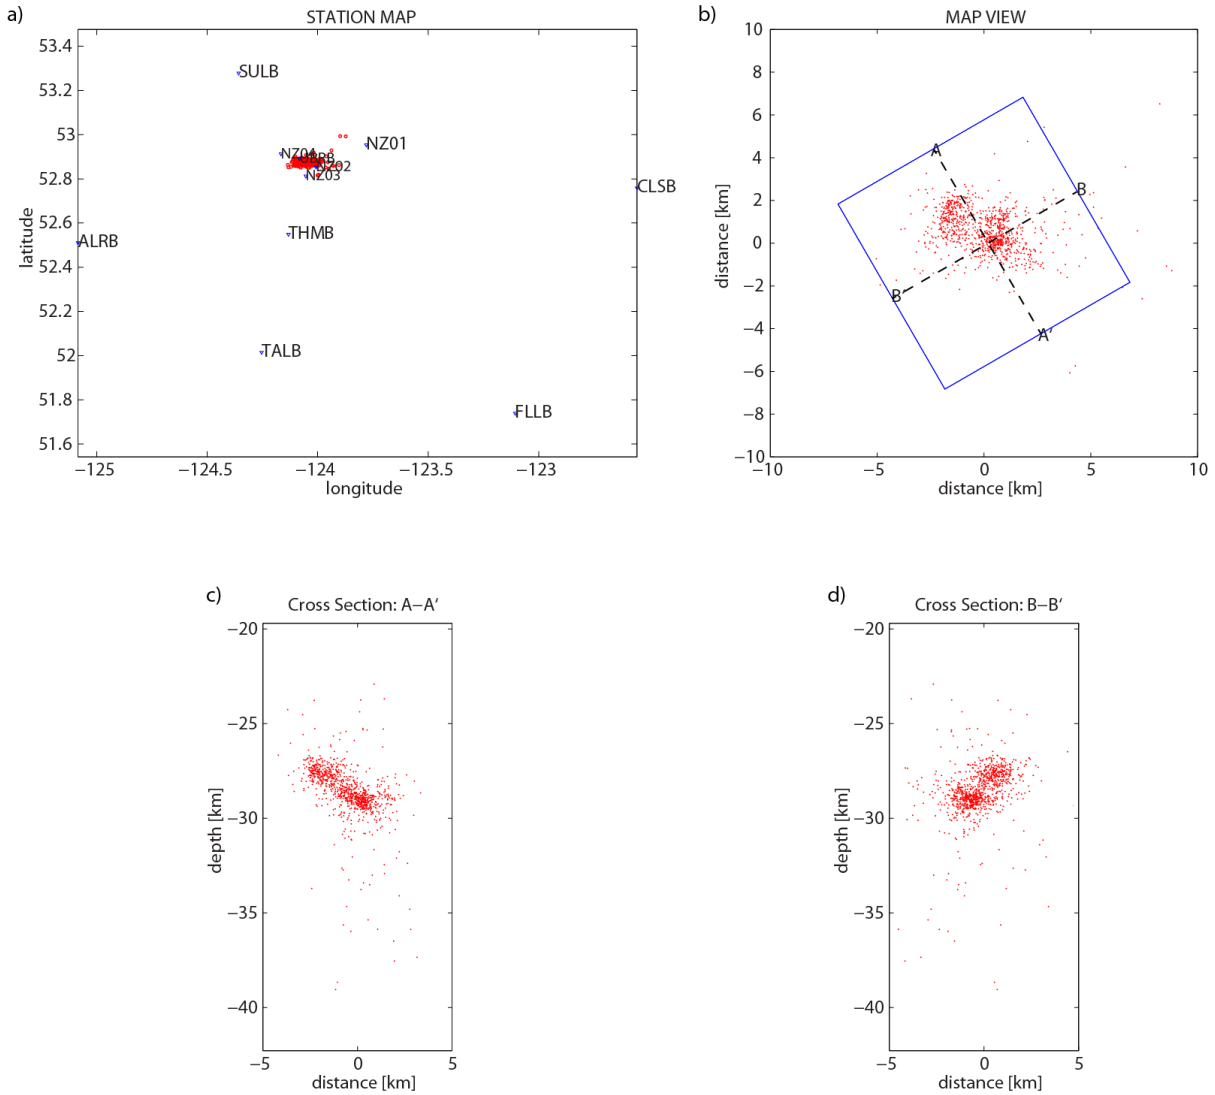 a)
STATION MAP
53.4
53.2
53
52.8
52.6
52.4
52.2
52
51.8
51.6
latitude
SULB
NZ01
NZ04
UBRB
NZ02
NZ03
CLSB
THMB
ALRB
TALB
FLLB
−125
−124.5
−124
−123.5
−123
longitude
b)
MAP VIEW
10
8
6
4
2
0
−2
−4
−6
−8
−10
distance [km]
A
B
B‘
A‘
−10
−5
0
5
10
distance [km]
c)
Cross Section: A−A‘
−20
−25
−30
−35
−40
depth [km]
−5
0
5
distance [km]
d)
Cross Section: B−B‘
−20
−25
−30
−35
−40
depth [km]
−5
0
5
distance [km]